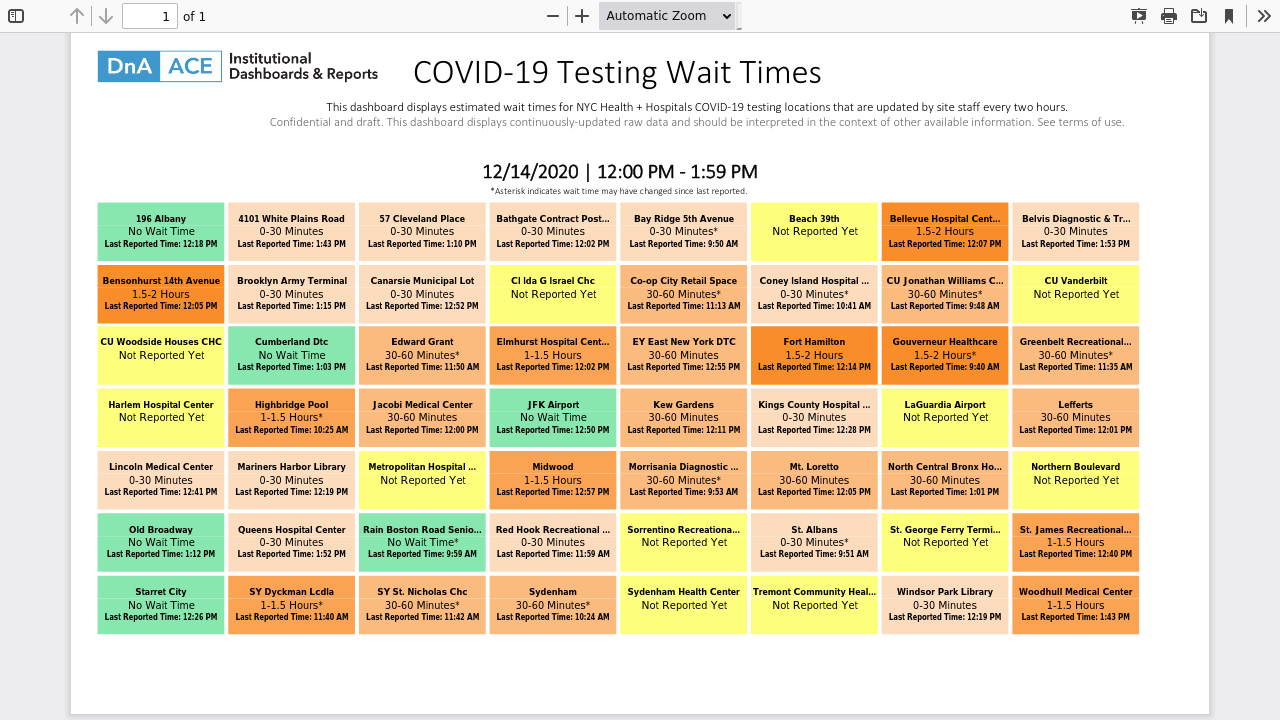 1 of 1 Automatic Zoom
DnA ACE Institutional Dashboards & Reports
COVID-19 Testing Wait Times
This dashboard displays estimated wait times for NYC Health + Hospitals COVID-19 testing locations that are updated by site staff every two hours.
Confidential and draft. This dashboard displays continuously-updated raw data and should be interpreted in the context of other available information. See terms of use.
12/14/2020 | 12:00 PM - 1:59 PM
*Asterisk indicates wait time may have changed since last reported.
196 Albany
No Wait Time
Last Reported Time: 12:18 PM
4101 White Plains Road
0-30 Minutes
Last Reported Time: 1:43 PM
57 Cleveland Place
0-30 Minutes
Last Reported Time: 1:10 PM
Bathgate Contract Post...
0-30 Minutes
Last Reported Time: 12:02 PM
Bay Ridge 5th Avenue
0-30 Minutes*
Last Reported Time: 9:50 AM
Beach 39th
Not Reported Yet
Bellevue Hospital Cent...
1.5-2 Hours
Last Reported Time: 12:07 PM
Belvis Diagnostic & Tr...
0-30 Minutes
Last Reported Time: 1:53 PM
Bensonhurst 14th Avenue
1.5-2 Hours
Last Reported Time: 12:05 PM
Brooklyn Army Terminal
0-30 Minutes
Last Reported Time: 1:15 PM
Canarsie Municipal Lot
0-30 Minutes
Last Reported Time: 12:52 PM
CI Ida G Israel Chc
Not Reported Yet
Co-op City Retail Space
30-60 Minutes*
Last Reported Time: 11:13 AM
Coney Island Hospital ...
0-30 Minutes*
Last Reported Time: 10:41 AM
CU Jonathan Williams C...
30-60 Minutes*
Last Reported Time: 9:48 AM
CU Vanderbilt
Not Reported Yet
CU Woodside Houses CHC
Not Reported Yet
Cumberland Dtc
No Wait Time
Last Reported Time: 1:03 PM
Edward Grant
30-60 Minutes*
Last Reported Time: 11:50 AM
Elmhurst Hospital Cent...
1-1.5 Hours
Last Reported Time: 12:02 PM
EY East New York DTC
30-60 Minutes
Last Reported Time: 12:55 PM
Fort Hamilton
1.5-2 Hours
Last Reported Time: 12:14 PM
Gouverneur Healthcare
1.5-2 Hours*
Last Reported Time: 9:40 AM
Greenbelt Recreational...
30-60 Minutes*
Last Reported Time: 11:35 AM
Harlem Hospital Center
Not Reported Yet
Highbridge Pool
1-1.5 Hours*
Last Reported Time: 10:25 AM
Jacobi Medical Center
30-60 Minutes
Last Reported Time: 12:00 PM
JFK Airport
No Wait Time
Last Reported Time: 12:50 PM
Kew Gardens
30-60 Minutes
Last Reported Time: 12:11 PM
Kings County Hospital ...
0-30 Minutes
Last Reported Time: 12:28 PM
LaGuardia Airport
Not Reported Yet
Lefferts
30-60 Minutes
Last Reported Time: 12:01 PM
Lincoln Medical Center
0-30 Minutes
Last Reported Time: 12:41 PM
Mariners Harbor Library
0-30 Minutes
Last Reported Time: 12:19 PM
Metropolitan Hospital ...
Not Reported Yet
Midwood
1-1.5 Hours
Last Reported Time: 12:57 PM
Morrisania Diagnostic ...
30-60 Minutes*
Last Reported Time: 9:53 AM
Mt. Loretto
30-60 Minutes
Last Reported Time: 12:05 PM
North Central Bronx Ho...
30-60 Minutes
Last Reported Time: 1:01 PM
Northern Boulevard
Not Reported Yet
Old Broadway
No Wait Time
Last Reported Time: 1:12 PM
Queens Hospital Center
0-30 Minutes
Last Reported Time: 1:52 PM
Rain Boston Road Senio...
No Wait Time*
Last Reported Time: 9:59 AM
Red Hook Recreational ...
0-30 Minutes
Last Reported Time: 11:59 AM
Sorrentino Recreationa...
Not Reported Yet
St. Albans
0-30 Minutes*
Last Reported Time: 9:51 AM
St. George Ferry Termi...
Not Reported Yet
St. James Recreational...
1-1.5 Hours
Last Reported Time: 12:40 PM
Starret City
No Wait Time
Last Reported Time: 12:26 PM
SY Dyckman Lcdla
1-1.5 Hours*
Last Reported Time: 11:40 AM
SY St. Nicholas Chc
30-60 Minutes*
Last Reported Time: 11:42 AM
Sydenham
30-60 Minutes*
Last Reported Time: 10:24 AM
Sydenham Health Center
Not Reported Yet
Tremont Community Heal...
Not Reported Yet
Windsor Park Library
0-30 Minutes
Last Reported Time: 12:19 PM
Woodhull Medical Center
1-1.5 Hours
Last Reported Time: 1:43 PM